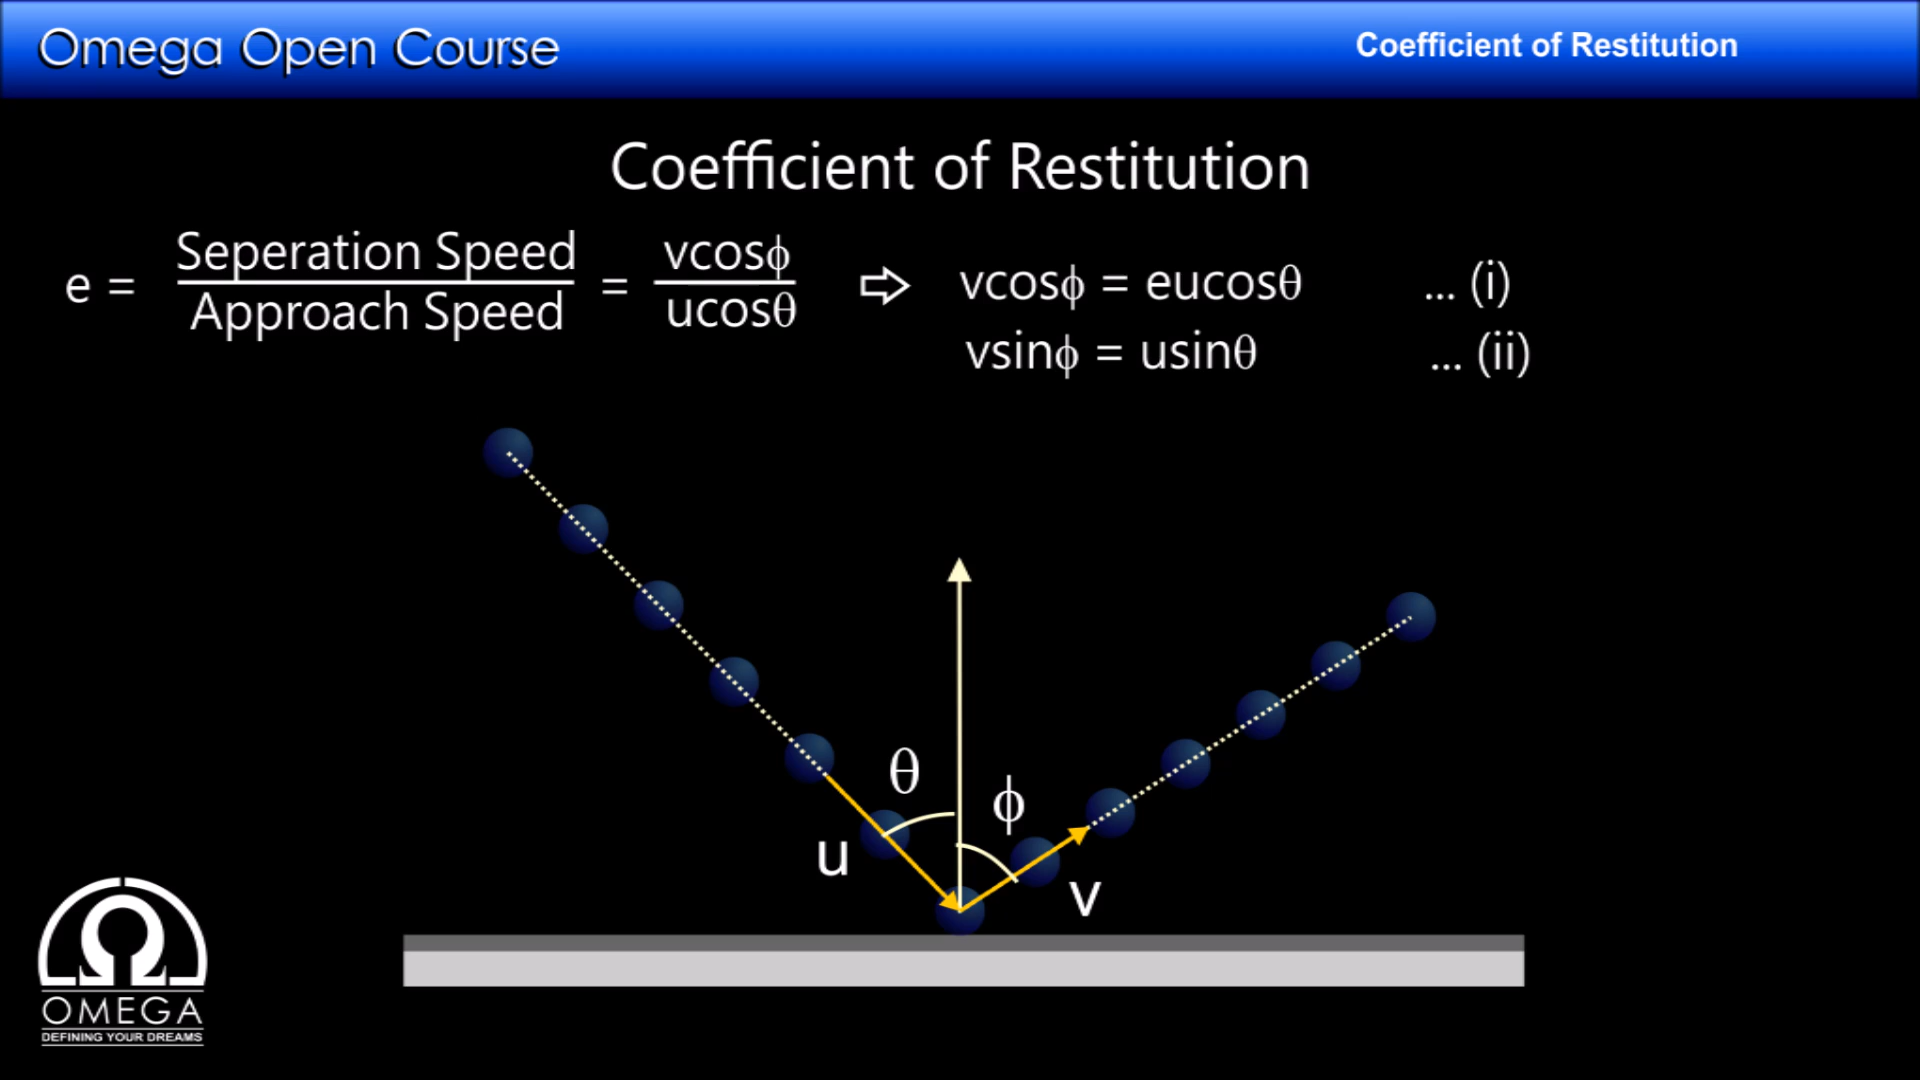 Omega Open Course
Coefficient of Restitution
Coefficient of Restitution
e = Seperation Speed / Approach Speed = vcosϕ / ucosθ ⇨ vcosϕ = eucosθ ... (i)
vsinϕ = usinθ ... (ii)
θ
ϕ
u
v
Ω
OMEGA
DEFINING YOUR DREAMS